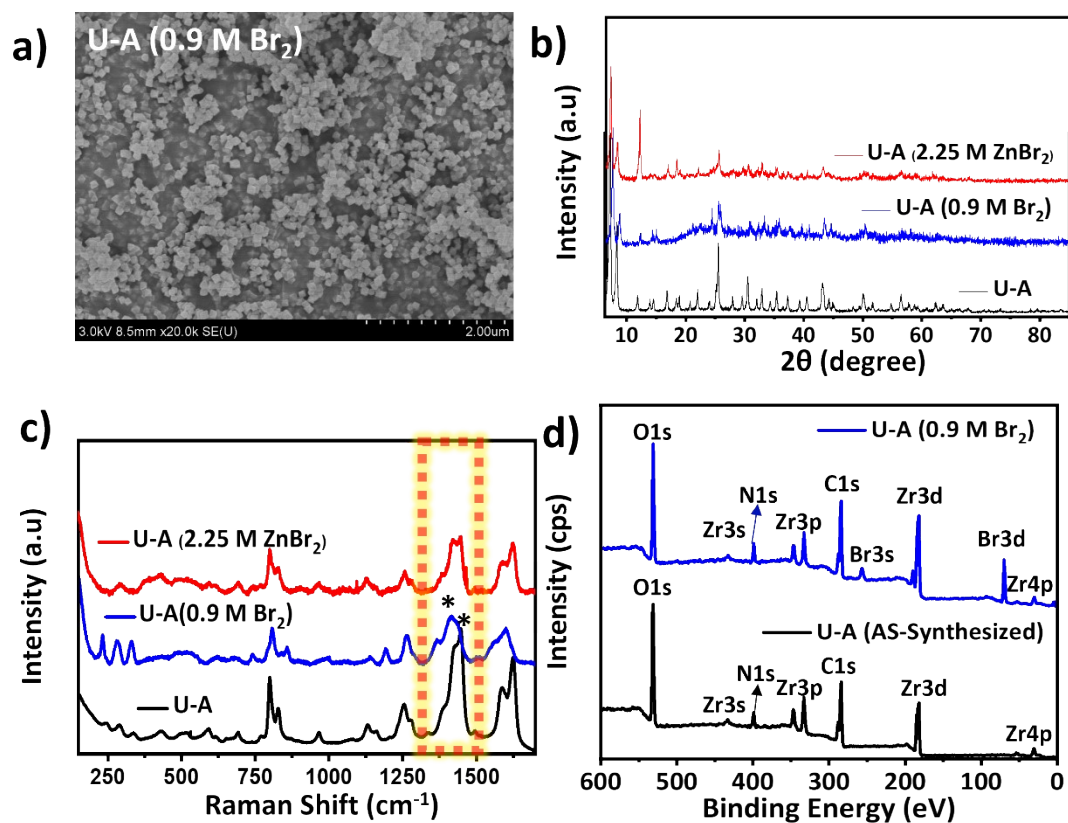 a)
U-A (0.9 M Br2)
3.0kV 8.5mm x20.0k SE(U)
2.00um
b)
Intensity (a.u)
U-A (2.25 M ZnBr2)
U-A (0.9 M Br2)
U-A
10 20 30 40 50 60 70 80
2θ (degree)
c)
Intensity (a.u)
U-A (2.25 M ZnBr2)
* *
U-A(0.9 M Br2)
U-A
250 500 750 1000 1250 1500
Raman Shift (cm-1)
d)
Intensity (cps)
U-A (0.9 M Br2)
O1s
Zr3s
N1s
Zr3p
C1s
Br3s
Zr3d
Br3d
Zr4p
U-A (AS-Synthesized)
O1s
Zr3s
N1s
Zr3p
C1s
Zr3d
Zr4p
600 500 400 300 200 100 0
Binding Energy (eV)